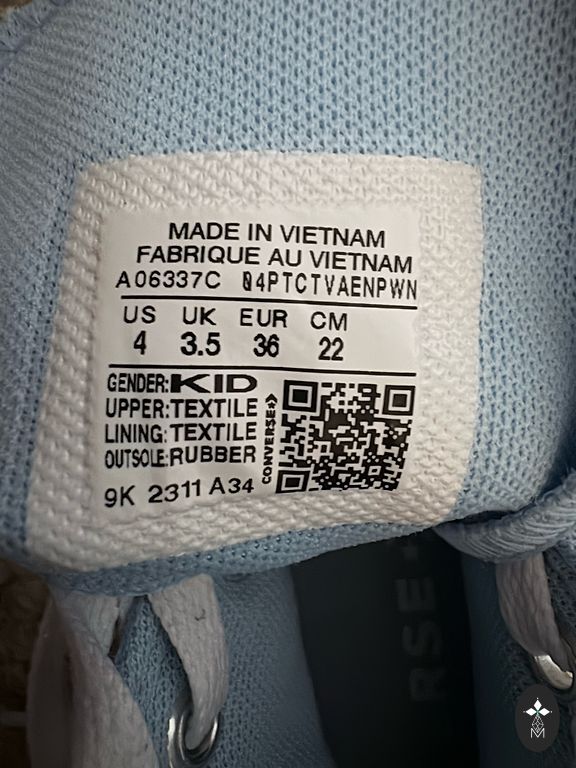 MADE IN VIETNAM
FABRIQUE AU VIETNAM
A06337C 04PTCTVAENPWN
US UK EUR CM
4 3.5 36 22
GENDER:KID
UPPER:TEXTILE
LINING:TEXTILE
OUTSOLE:RUBBER
CONVERSE
9K 2311 A34
RSE
M